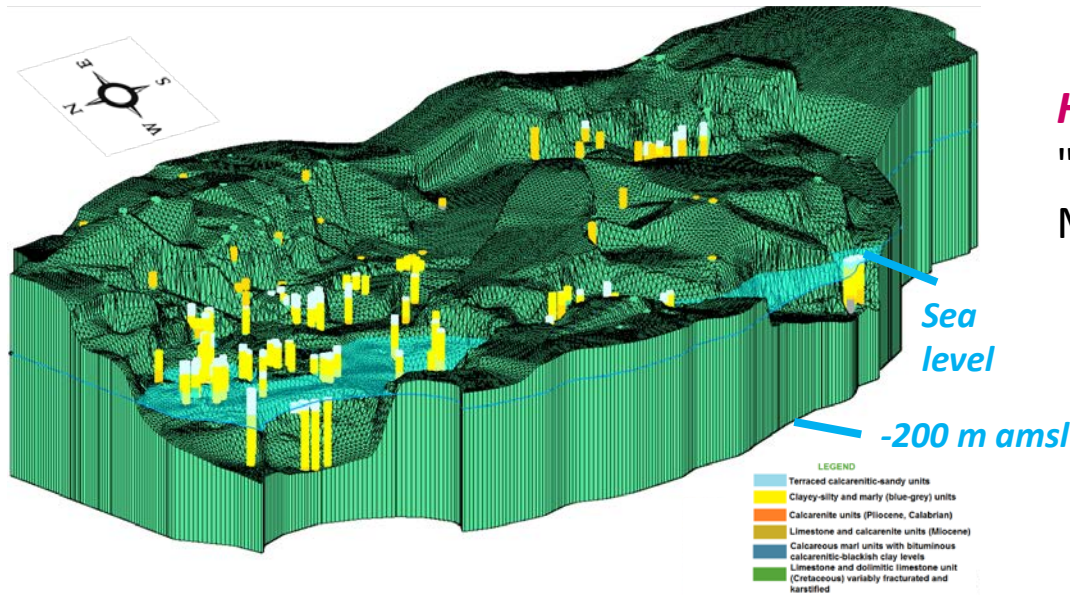 E
S
N
W
H
"
N
Sea
level
-200 m amsl
LEGEND
Terraced calcarenitic-sandy units
Clayey-silty and marly (blue-grey) units
Calcarenite units (Pliocene, Calabrian)
Limestone and calcarenite units (Miocene)
Calcareous marl units with bituminous
calcarenitic-blackish clay levels
Limestone and dolimitic limestone unit
(Cretaceous) variably fracturated and
karstified